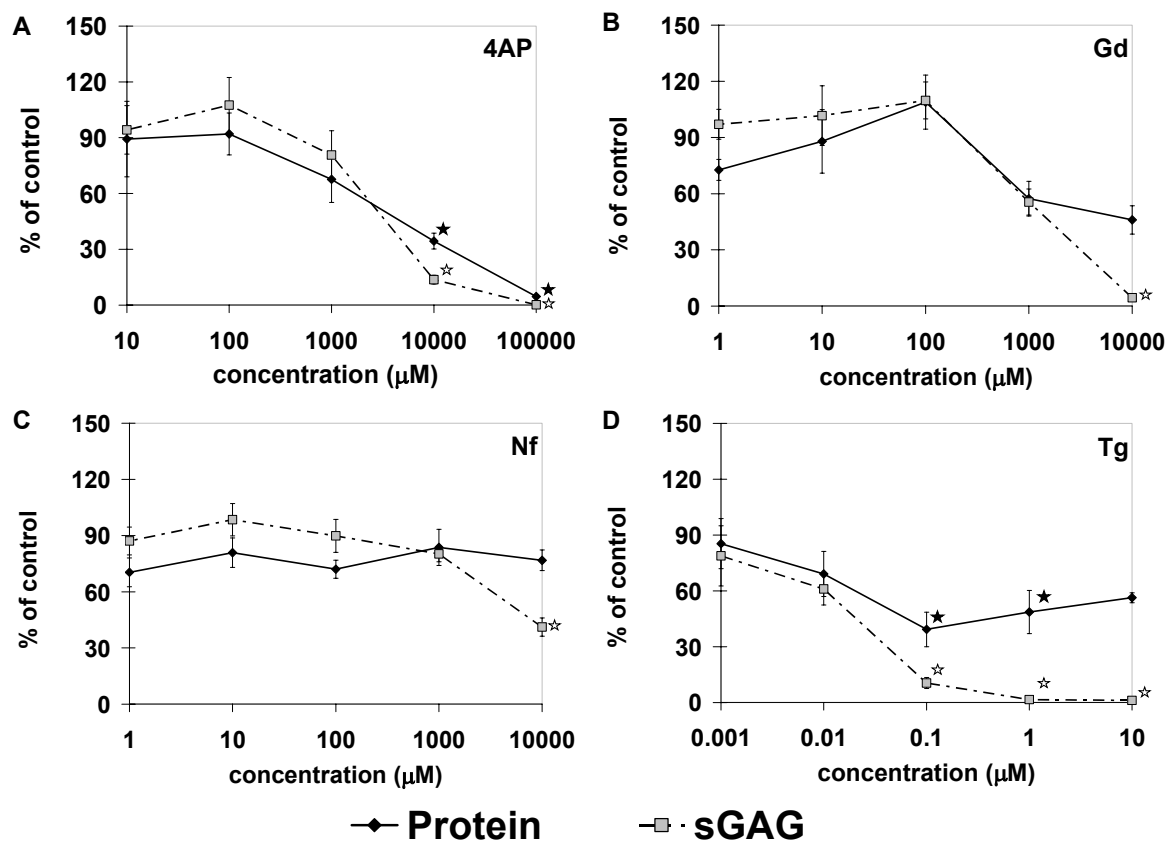 A
4AP
150
120
90
60
30
0
% of control
10 100 1000 10000 100000
concentration (μM)
B
Gd
150
120
90
60
30
0
% of control
1 10 100 1000 10000
concentration (μM)
C
Nf
150
120
90
60
30
0
% of control
1 10 100 1000 10000
concentration (μM)
D
Tg
150
120
90
60
30
0
% of control
0.001 0.01 0.1 1 10
concentration (μM)
Protein sGAG